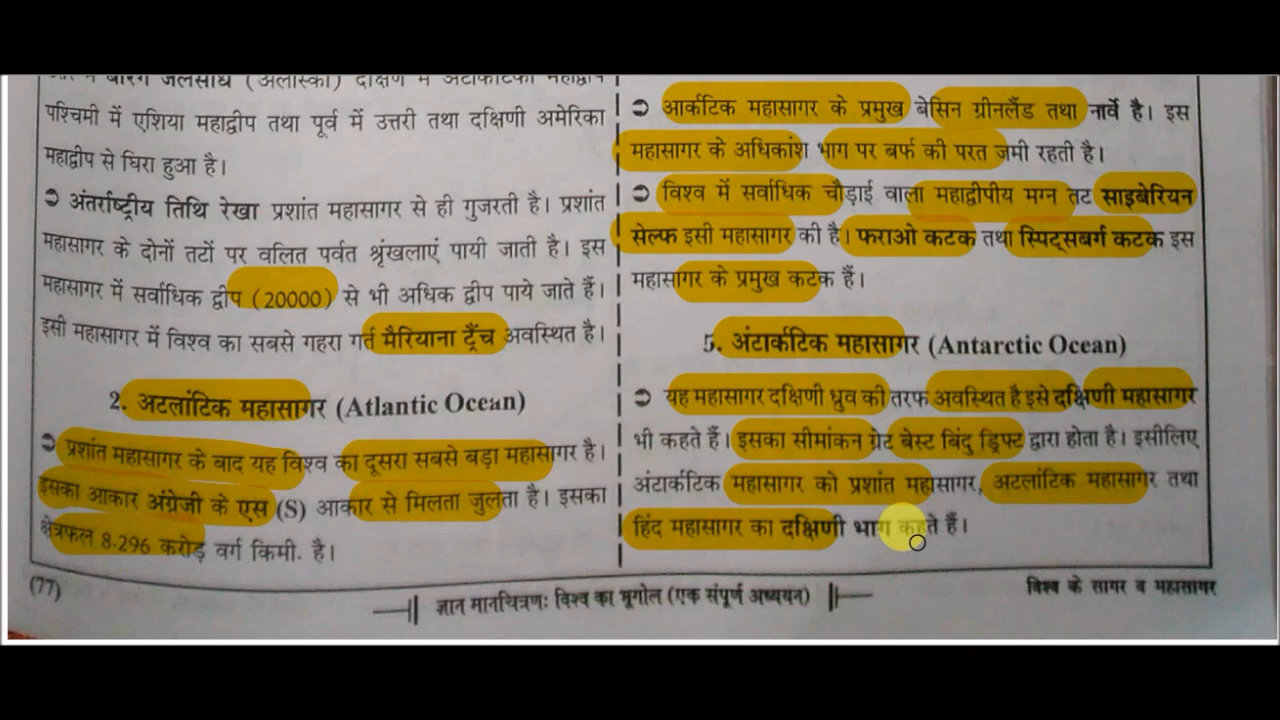 जलसंधि (अलास्का) दक्षिण में अंटार्कटिका महाद्वीप
पश्चिमी में एशिया महाद्वीप तथा पूर्व में उत्तरी तथा दक्षिणी अमेरिका
महाद्वीप से घिरा हुआ है।
➲ अंतर्राष्ट्रीय तिथि रेखा प्रशांत महासागर से ही गुजरती है। प्रशांत
महासागर के दोनों तटों पर वलित पर्वत श्रृंखलाएं पायी जाती है। इस
महासागर में सर्वाधिक द्वीप (20000) से भी अधिक द्वीप पाये जाते हैं।
इसी महासागर में विश्व का सबसे गहरा गर्त मैरियाना ट्रैंच अवस्थित है।
2. अटलांटिक महासागर (Atlantic Ocean)
➲ प्रशांत महासागर के बाद यह विश्व का दूसरा सबसे बड़ा महासागर है।
इसका आकार अंग्रेजी के एस (S) आकार से मिलता जुलता है। इसका
क्षेत्रफल 8.296 करोड़ वर्ग किमी. है।
➲ आर्कटिक महासागर के प्रमुख बेसिन ग्रीनलैंड तथा नार्वे है। इस
महासागर के अधिकांश भाग पर बर्फ की परत जमी रहती है।
➲ विश्व में सर्वाधिक चौड़ाई वाला महाद्वीपीय मग्न तट साइबेरियन
सेल्फ इसी महासागर की है। फराओ कटक तथा स्पिट्सबर्ग कटक इस
महासागर के प्रमुख कटक हैं।
5. अंटार्कटिक महासागर (Antarctic Ocean)
➲ यह महासागर दक्षिणी ध्रुव की तरफ अवस्थित है इसे दक्षिणी महासागर
भी कहते हैं। इसका सीमांकन ग्रेट बेस्ट बिंदु ड्रिफ्ट द्वारा होता है। इसीलिए
अंटार्कटिक महासागर को प्रशांत महासागर, अटलांटिक महासागर तथा
हिंद महासागर का दक्षिणी भाग कहते हैं।
(77)
ज्ञान मानचित्रण: विश्व का भूगोल (एक संपूर्ण अध्ययन)
विश्व के सागर व महासागर